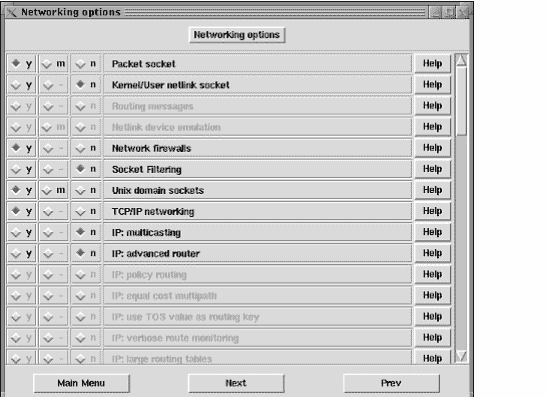 Networking options
Networking options
y m n Packet socket Help
y - n Kernel/User netlink socket Help
y - n Routing messages Help
y m n Netlink device emulation Help
y - n Network firewalls Help
y - n Socket Filtering Help
y m n Unix domain sockets Help
y - n TCP/IP networking Help
y - n IP: multicasting Help
y - n IP: advanced router Help
y - n IP: policy routing Help
y - n IP: equal cost multipath Help
y - n IP: use TOS value as routing key Help
y - n IP: verbose route monitoring Help
y - n IP: large routing tables Help
Main Menu Next Prev